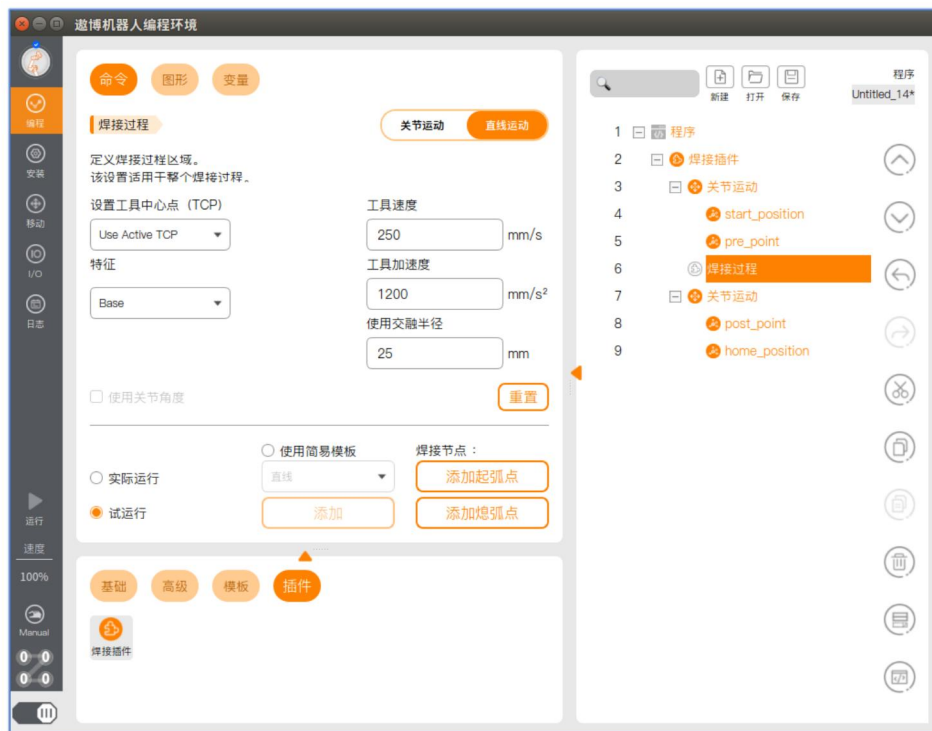 遨博机器人编程环境
编程
安装
移动
I/O
日志
运行
速度
100%
Manual
0 0
0 0
命令 图形 变量
焊接过程
关节运动 直线运动
定义焊接过程区域。
该设置适用于整个焊接过程。
设置工具中心点（TCP） 工具速度
Use Active TCP 250 mm/s
特征 工具加速度
Base 1200 mm/s²
使用交融半径
25 mm
使用关节角度 重置
使用简易模板 焊接节点：
实际运行 直线 添加起弧点
试运行 添加 添加熄弧点
基础 高级 模板 插件
焊接插件
新建 打开 保存
程序
Untitled_14*
1 程序
2 焊接插件
3 关节运动
4 start_position
5 pre_point
6 焊接过程
7 关节运动
8 post_point
9 home_position